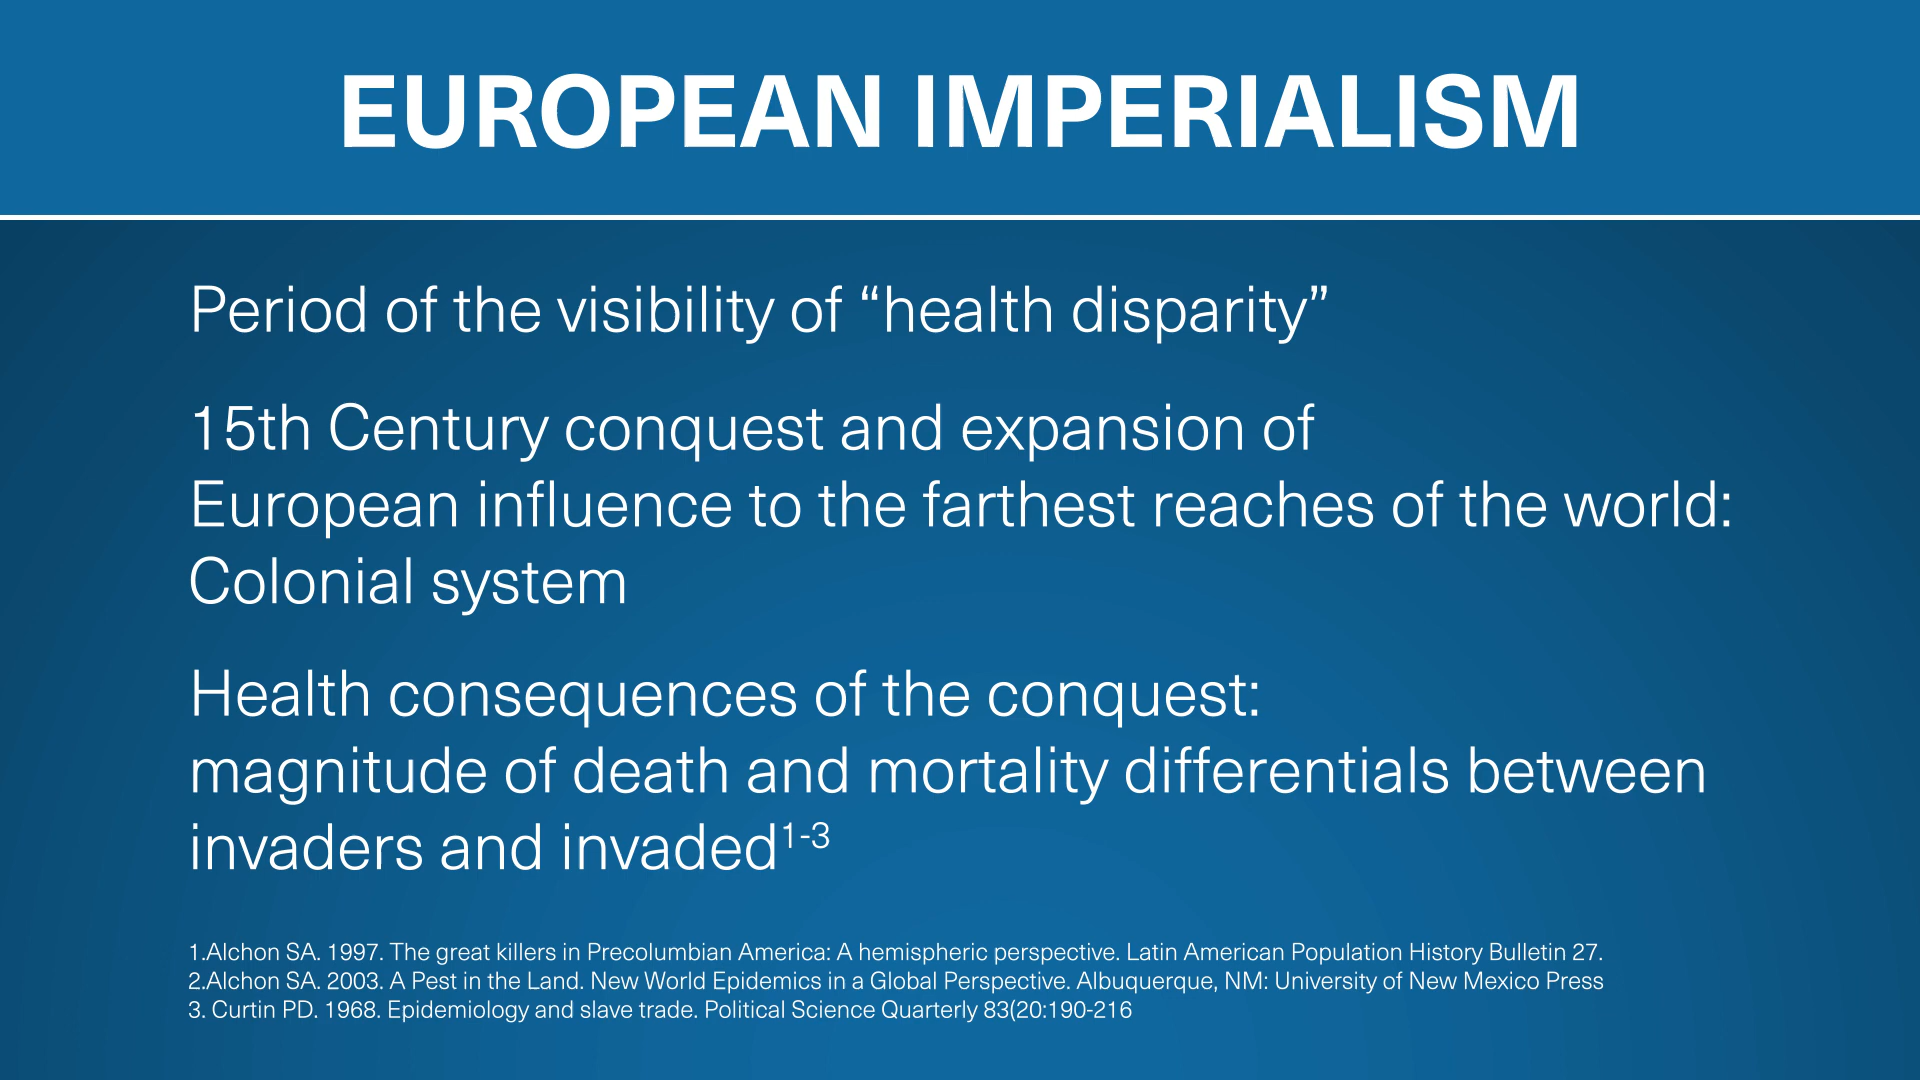 EUROPEAN IMPERIALISM
Period of the visibility of “health disparity”
15th Century conquest and expansion of
European influence to the farthest reaches of the world:
Colonial system
Health consequences of the conquest:
magnitude of death and mortality differentials between
invaders and invaded1-3
1.Alchon SA. 1997. The great killers in Precolumbian America: A hemispheric perspective. Latin American Population History Bulletin 27.
2.Alchon SA. 2003. A Pest in the Land. New World Epidemics in a Global Perspective. Albuquerque, NM: University of New Mexico Press
3. Curtin PD. 1968. Epidemiology and slave trade. Political Science Quarterly 83(20:190-216